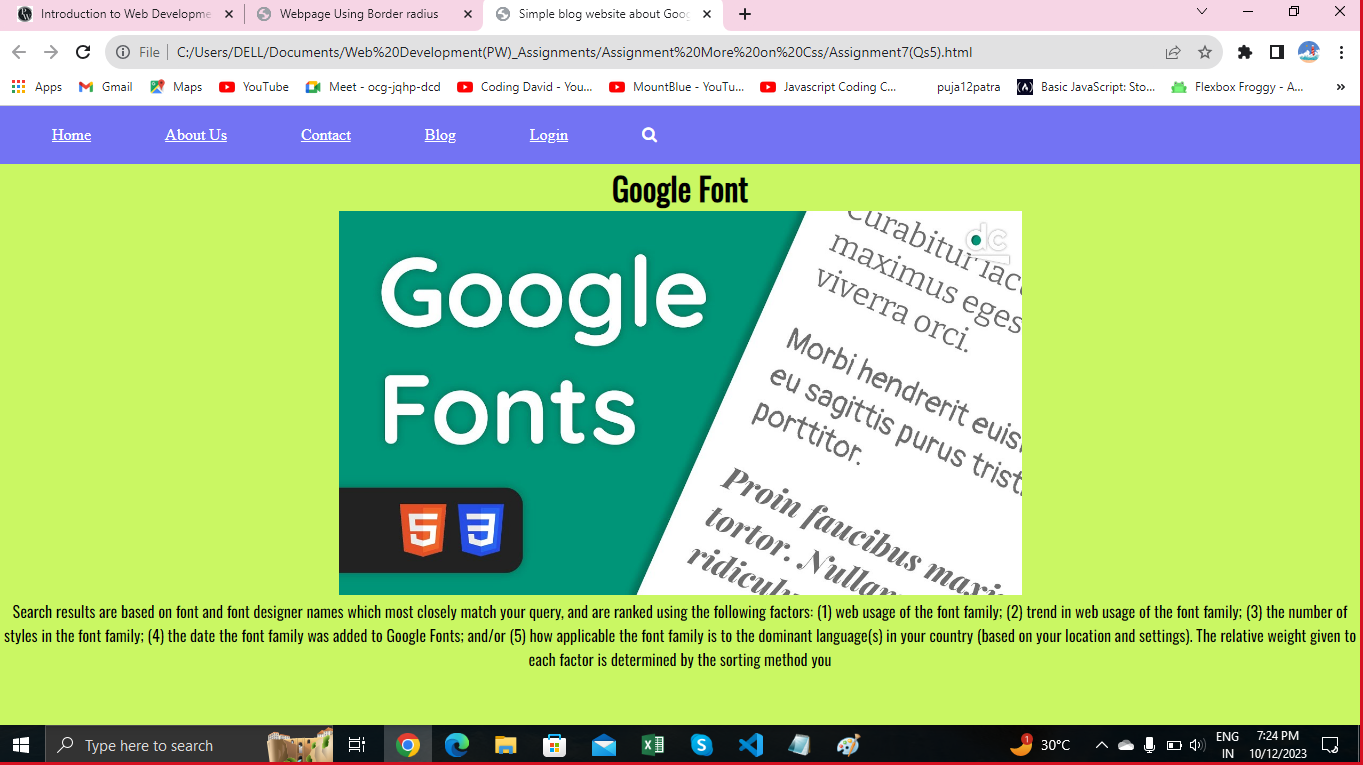 Introduction to Web Developme
Webpage Using Border radius
Simple blog website about Goog
File
C:/Users/DELL/Documents/Web%20Development(PW)_Assignments/Assignment%20More%20on%20Css/Assignment7(Qs5).html
Apps
Gmail
Maps
YouTube
Meet - ocg-jqhp-dcd
Coding David - You...
MountBlue - YouTu...
Javascript Coding C...
puja12patra
Basic JavaScript: Sto...
Flexbox Froggy - A...
»
Home
About Us
Contact
Blog
Login
Google Font
Google
Fonts
5
3
dc
Curabitur iac
maximus eges
viverra orci.
Morbi hendrerit euis
eu sagittis purus tristi
porttitor.
Proin faucibus maxi
tortor. Nullam
ridiculu
Search results are based on font and font designer names which most closely match your query, and are ranked using the following factors: (1) web usage of the font family; (2) trend in web usage of the font family; (3) the number of
styles in the font family; (4) the date the font family was added to Google Fonts; and/or (5) how applicable the font family is to the dominant language(s) in your country (based on your location and settings). The relative weight given to
each factor is determined by the sorting method you
Type here to search
1
30°C
ENG
IN
7:24 PM
10/12/2023